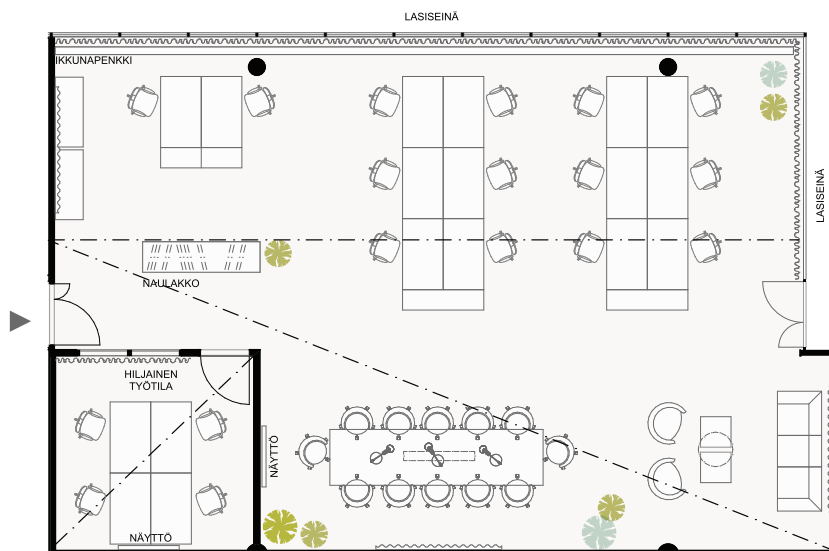 LASISEINÄ
IKKUNAPENKKI
LASISEINÄ
NAULAKKO
HILJAINEN
TYÖTILA
NÄYTTÖ
NÄYTTÖ